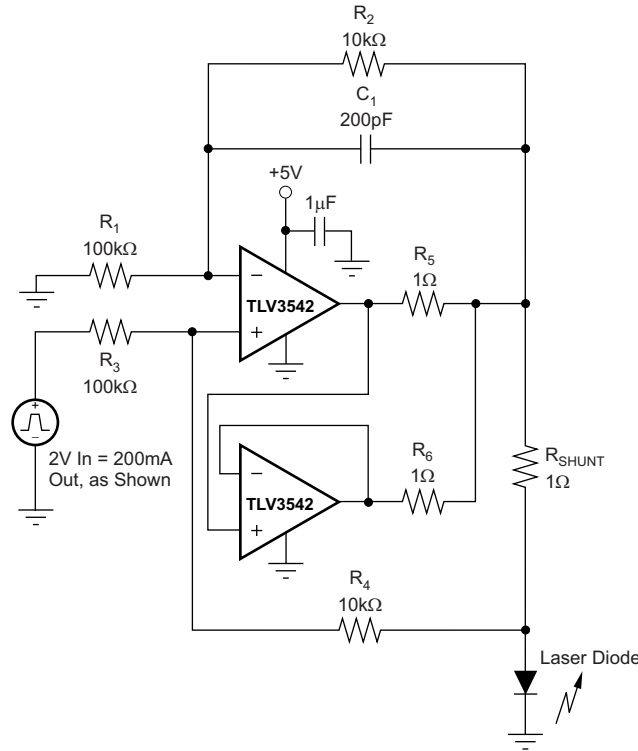 R2
10kΩ
C1
200pF
+5V
1µF
R1
100kΩ
−
TLV3542
+
R5
1Ω
R3
100kΩ
+
−
2V In = 200mA
Out, as Shown
−
TLV3542
+
R6
1Ω
RSHUNT
1Ω
R4
10kΩ
Laser Diode